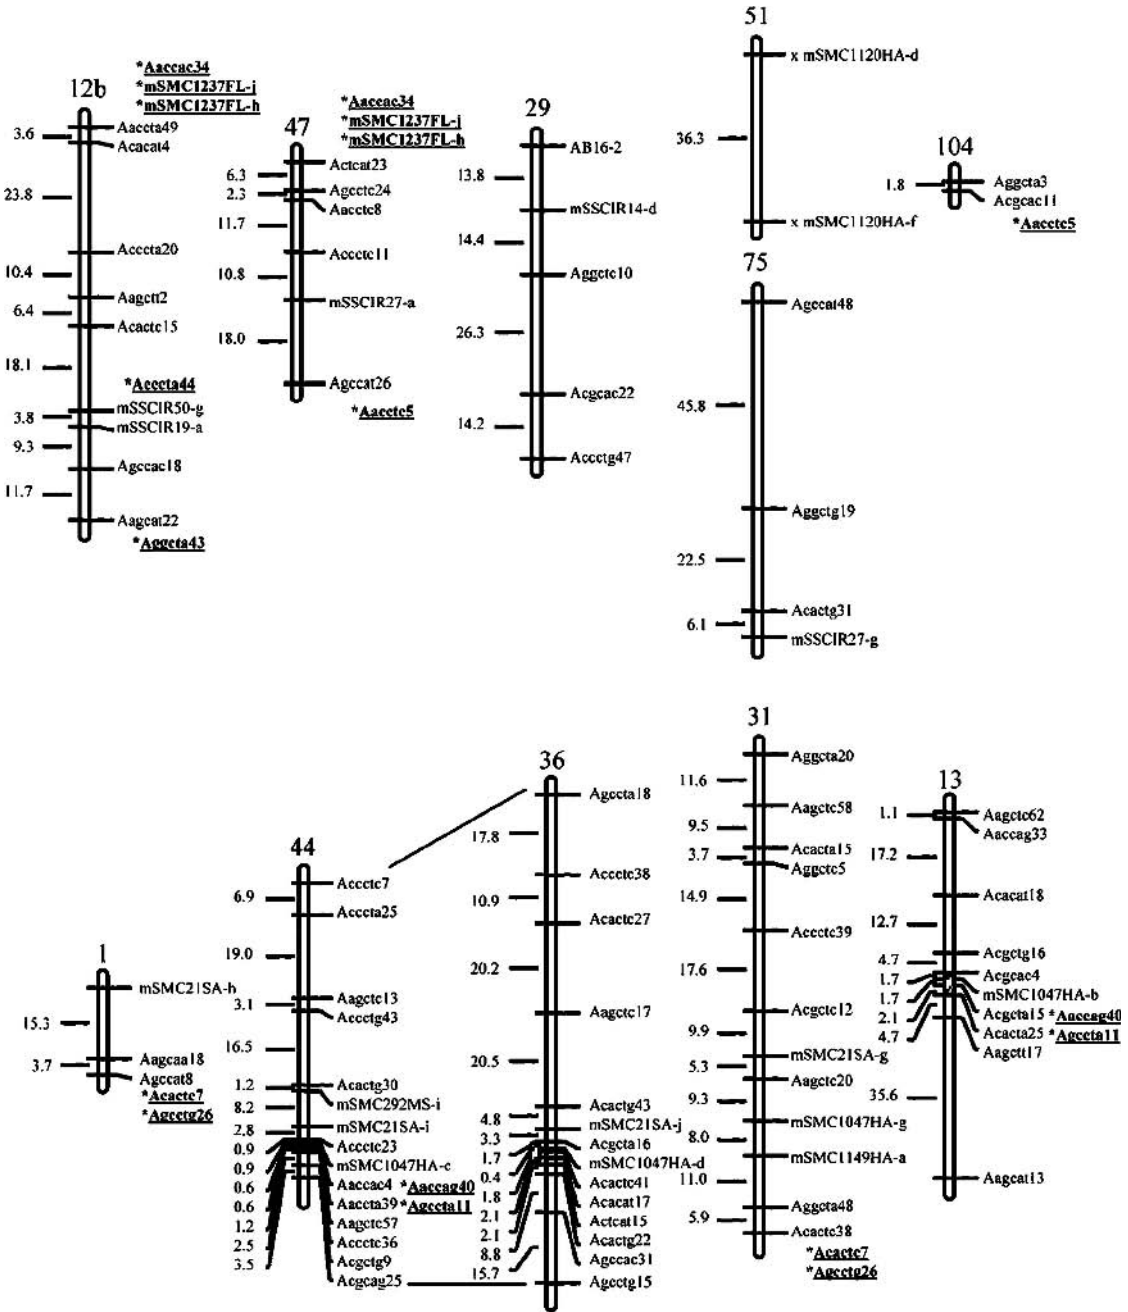 12b
*Aaccac34
*mSMC1237FL-j
*mSMC1237FL-h
3.6
23.8
10.4
6.4
18.1
3.8
9.3
11.7
Aaccta49
Acacat4
Acccta20
Aagctt2
Acactc15
*Acccta44
mSSCIR50-g
mSSCIR19-a
Agccac18
Aagcat22
*Aggcta43
47
*Aaccac34
*mSMC1237FL-j
*mSMC1237FL-h
6.3
2.3
11.7
10.8
18.0
Actcat23
Agcctc24
Aacctc8
Accctc11
mSSCIR27-a
Agccat26
*Aacctc5
29
13.8
14.4
26.3
14.2
AB16-2
mSSCIR14-d
Aggctc10
Acgcac22
Accctg47
51
36.3
x mSMC1120HA-d
x mSMC1120HA-f
104
1.8
Aggcta3
Acgcac11
*Aacctc5
75
45.8
22.5
6.1
Agccat48
Aggctg19
Acactg31
mSSCIR27-g
1
15.3
3.7
mSMC21SA-h
Aagcaa18
Agccat8
*Acactc7
*Agcctg26
44
6.9
19.0
3.1
16.5
1.2
8.2
2.8
0.9
0.9
0.6
0.6
1.2
2.5
3.5
Accctc7
Acccta25
Aagctc13
Accctg43
Acactg30
mSMC292MS-i
mSMC21SA-i
Accctc23
mSMC1047HA-c
Aaccac4 *Aaccag40
Aaccta39 *Agccta11
Aagctc57
Accctc36
Acgctg9
Acgcag25
36
17.8
10.9
20.2
20.5
4.8
3.3
1.7
0.4
1.8
2.1
2.1
8.8
15.7
Agccta18
Accctc38
Acactc27
Aagctc17
Acactg43
mSMC21SA-j
Acgcta16
mSMC1047HA-d
Acactc41
Acacat17
Actcat15
Acactg22
Agccac31
Agcctg15
31
11.6
9.5
3.7
14.9
17.6
9.9
5.3
9.3
8.0
11.0
5.9
Aggcta20
Aagctc58
Acacta15
Aggctc5
Accctc39
Acgctc12
mSMC21SA-g
Aagctc20
mSMC1047HA-g
mSMC1149HA-a
Aggcta48
Acactc38
*Acactc7
*Agcctg26
13
1.1
17.2
12.7
4.7
1.7
1.7
2.1
4.7
35.6
Aagctc62
Aaccag33
Acacat18
Acgctg16
Acgcac4
mSMC1047HA-b
Acgcta15 *Aaccag40
Acacta25 *Agccta11
Aagctt17
Aagcat13